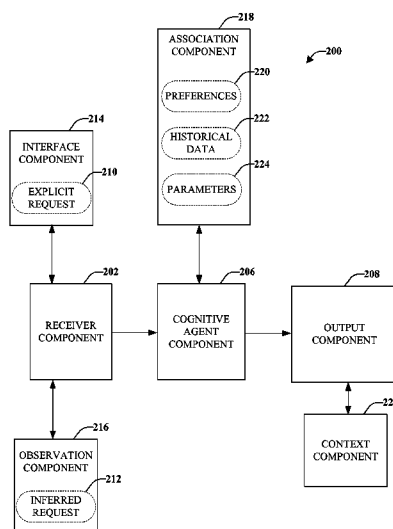 218
ASSOCIATION
COMPONENT
200
220
PREFERENCES
222
HISTORICAL
DATA
224
PARAMETERS
214
INTERFACE
COMPONENT
210
EXPLICIT
REQUEST
202
RECEIVER
COMPONENT
206
COGNITIVE
AGENT
COMPONENT
208
OUTPUT
COMPONENT
216
OBSERVATION
COMPONENT
212
INFERRED
REQUEST
22
CONTEXT
COMPONENT